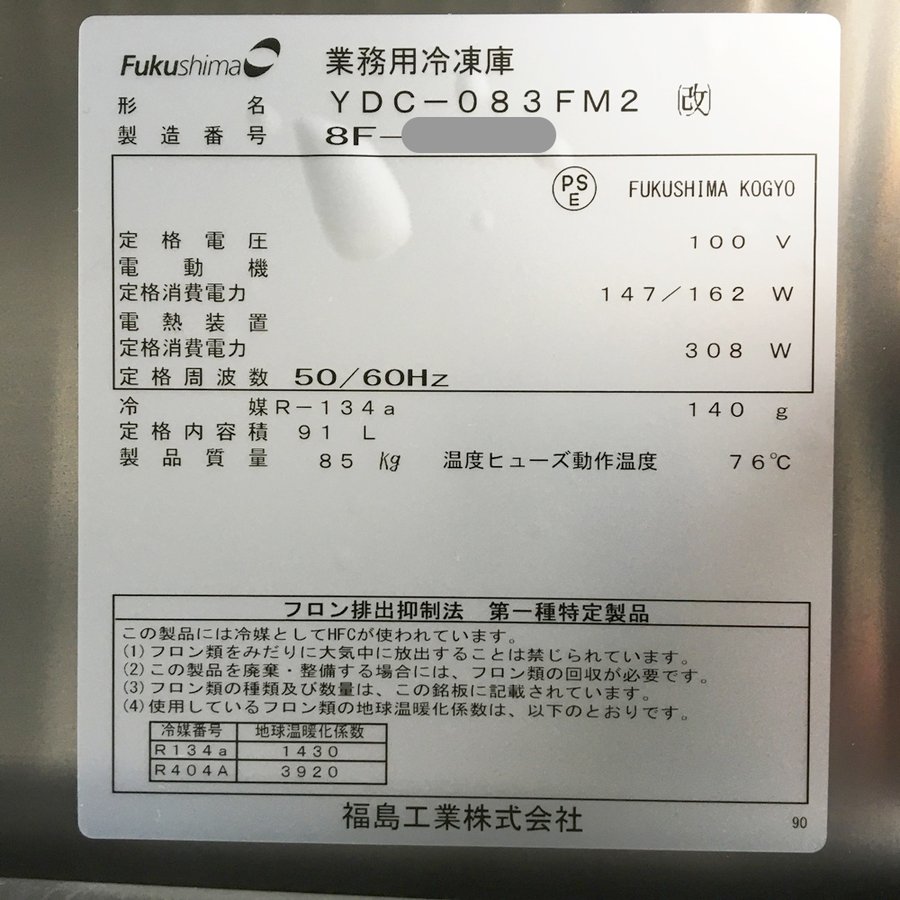 Fukushima 業務用冷凍庫
形名 YDC-083FM2 (改)
製造番号 8F-
PSE FUKUSHIMA KOGYO
定格電圧 100 V
電動機
定格消費電力 147/162 W
電熱装置
定格消費電力 308 W
定格周波数 50/60Hz
冷媒 R-134a 140 g
定格内容積 91 L
製品質量 85 Kg 温度ヒューズ動作温度 76℃
フロン排出抑制法 第一種特定製品
この製品には冷媒としてHFCが使われています。
(1)フロン類をみだりに大気中に放出することは禁じられています。
(2)この製品を廃棄・整備する場合には、フロン類の回収が必要です。
(3)フロン類の種類及び数量は、この銘板に記載されています。
(4)使用しているフロン類の地球温暖化係数は、以下のとおりです。
冷媒番号 地球温暖化係数
R134a 1430
R404A 3920
福島工業株式会社
90